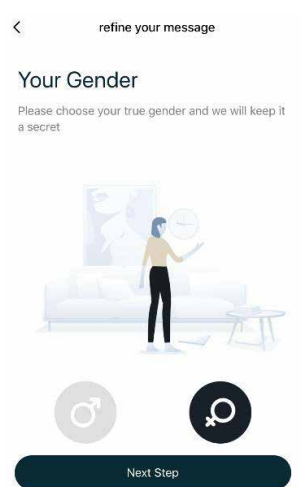 refine your message
Your Gender
Please choose your true gender and we will keep it
a secret
Next Step